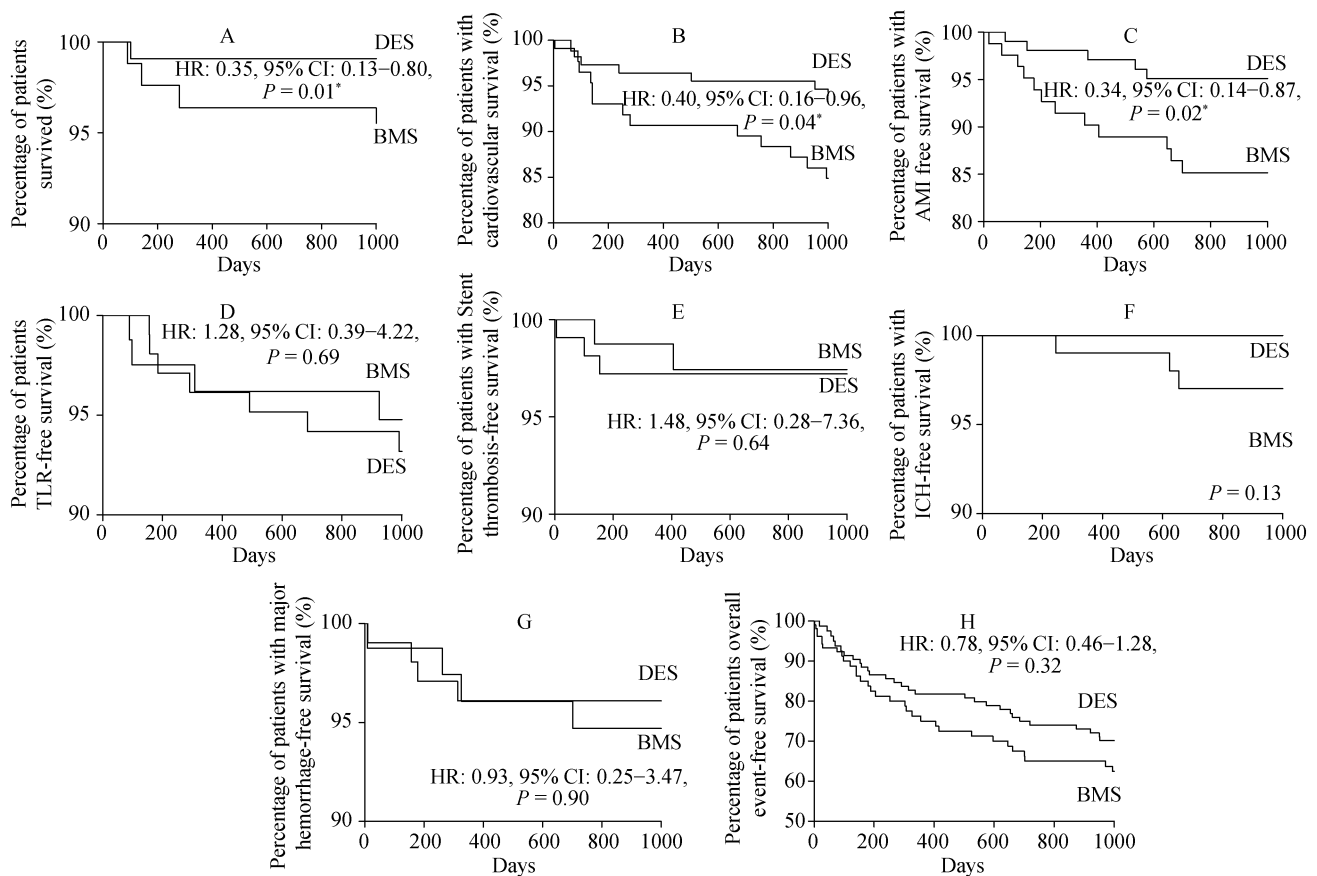 A
Percentage of patients
survived (%)
100
95
90
DES
HR: 0.35, 95% CI: 0.13−0.80,
P = 0.01*
BMS
0 200 400 600 800 1000
Days
B
Percentage of patients with
cardiovascular survival (%)
100
95
90
85
80
DES
HR: 0.40, 95% CI: 0.16−0.96,
P = 0.04*
BMS
0 200 400 600 800 1000
Days
C
Percentage of patients with
AMI free survival (%)
100
95
90
85
80
DES
HR: 0.34, 95% CI: 0.14−0.87,
P = 0.02*
BMS
0 200 400 600 800 1000
Days
D
Percentage of patients
TLR-free survival (%)
100
95
90
HR: 1.28, 95% CI: 0.39−4.22,
P = 0.69
BMS
DES
0 200 400 600 800 1000
Days
E
Percentage of patients with Stent
thrombosis-free survival (%)
100
95
90
BMS
DES
HR: 1.48, 95% CI: 0.28−7.36,
P = 0.64
0 200 400 600 800 1000
Days
F
Percentage of patients with
ICH-free survival (%)
100
95
90
DES
BMS
P = 0.13
0 200 400 600 800 1000
Days
G
Percentage of patients with major
hemorrhage-free survival (%)
100
95
90
DES
BMS
HR: 0.93, 95% CI: 0.25−3.47,
P = 0.90
0 200 400 600 800 1000
Days
H
Percentage of patients overall
event-free survival (%)
100
90
80
70
60
50
HR: 0.78, 95% CI: 0.46−1.28,
P = 0.32
DES
BMS
0 200 400 600 800 1000
Days